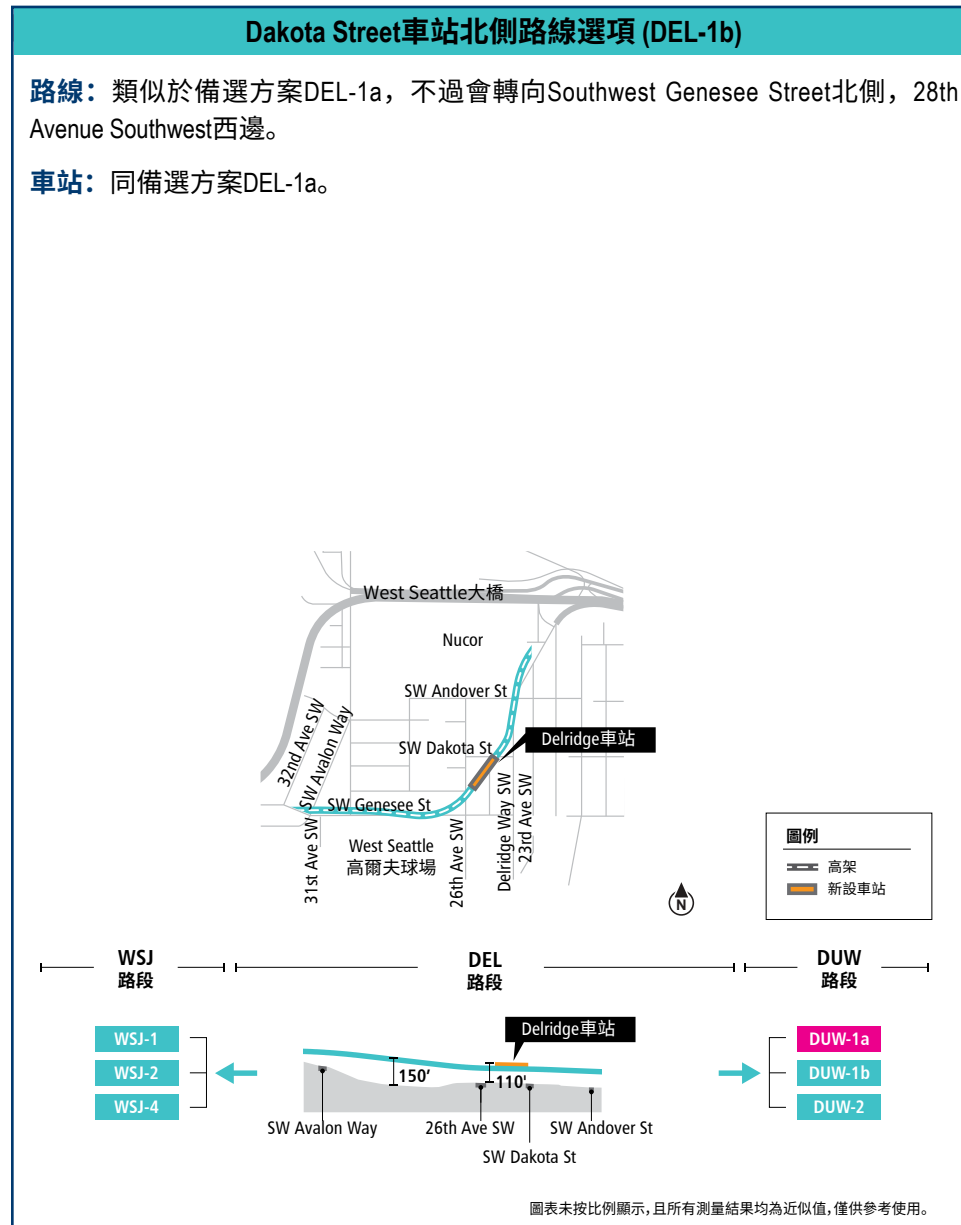 Dakota Street車站北側路線選項 (DEL-1b)
路線：類似於備選方案DEL-1a，不過會轉向Southwest Genesee Street北側，28th
Avenue Southwest西邊。
車站：同備選方案DEL-1a。
West Seattle大橋
Nucor
SW Andover St
32nd Ave SW
SW Avalon Way
SW Dakota St
Delridge車站
SW Genesee St
31st Ave SW
West Seattle
高爾夫球場
26th Ave SW
Delridge Way SW
23rd Ave SW
N
圖例
高架
新設車站
WSJ
路段
DEL
路段
DUW
路段
WSJ-1
WSJ-2
WSJ-4
Delridge車站
150'
110'
SW Avalon Way
26th Ave SW
SW Dakota St
SW Andover St
DUW-1a
DUW-1b
DUW-2
圖表未按比例顯示，且所有測量結果均為近似值，僅供參考使用。